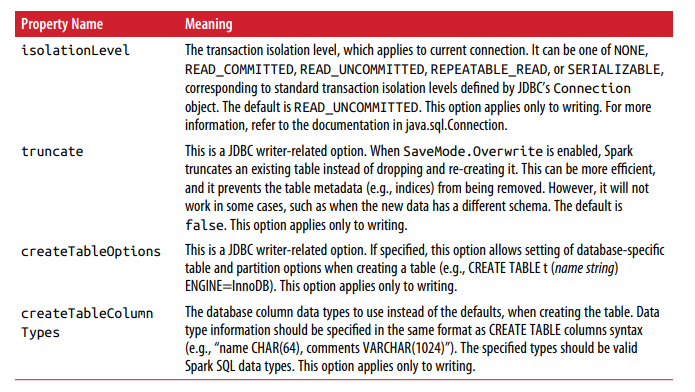 Property Name Meaning
isolationLevel The transaction isolation level, which applies to current connection. It can be one of NONE,
READ_COMMITTED, READ_UNCOMMITTED, REPEATABLE_READ, or SERIALIZABLE,
corresponding to standard transaction isolation levels defined by JDBC’s Connection
object. The default is READ_UNCOMMITTED. This option applies only to writing. For more
information, refer to the documentation in java.sql.Connection.
truncate This is a JDBC writer-related option. When SaveMode.Overwrite is enabled, Spark
truncates an existing table instead of dropping and re-creating it. This can be more efficient,
and it prevents the table metadata (e.g., indices) from being removed. However, it will not
work in some cases, such as when the new data has a different schema. The default is
false. This option applies only to writing.
createTableOptions This is a JDBC writer-related option. If specified, this option allows setting of database-specific
table and partition options when creating a table (e.g., CREATE TABLE t (name string)
ENGINE=InnoDB). This option applies only to writing.
createTableColumn The database column data types to use instead of the defaults, when creating the table. Data
Types type information should be specified in the same format as CREATE TABLE columns syntax
(e.g., “name CHAR(64), comments VARCHAR(1024)”). The specified types should be valid
Spark SQL data types. This option applies only to writing.